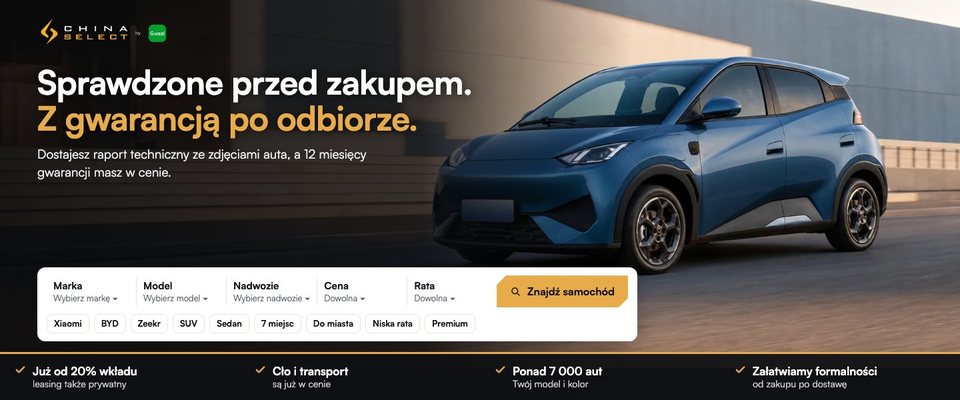 CHINA
SELECT by Guazi
Sprawdzone przed zakupem.
Z gwarancją po odbiorze.
Dostajesz raport techniczny ze zdjęciami auta, a 12 miesięcy
gwarancji masz w cenie.
Marka
Wybierz markę
Model
Wybierz model
Nadwozie
Wybierz nadwozie
Cena
Dowolna
Rata
Dowolna
Znajdź samochód
Xiaomi BYD Zeekr SUV Sedan 7 miejsc Do miasta Niska rata Premium
Już od 20% wkładu
leasing także prywatny
Cło i transport
są już w cenie
Ponad 7 000 aut
Twój model i kolor
Załatwiamy formalności
od zakupu po dostawę